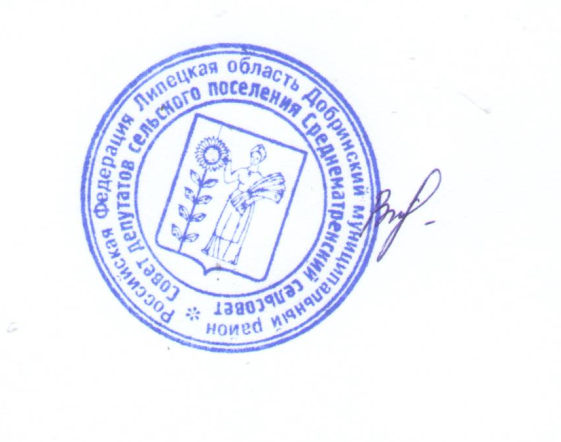 Российская Федерация Липецкая область Добринский муниципальный район *
Совет Депутатов Сельского поселения Среднематренский сельсовет